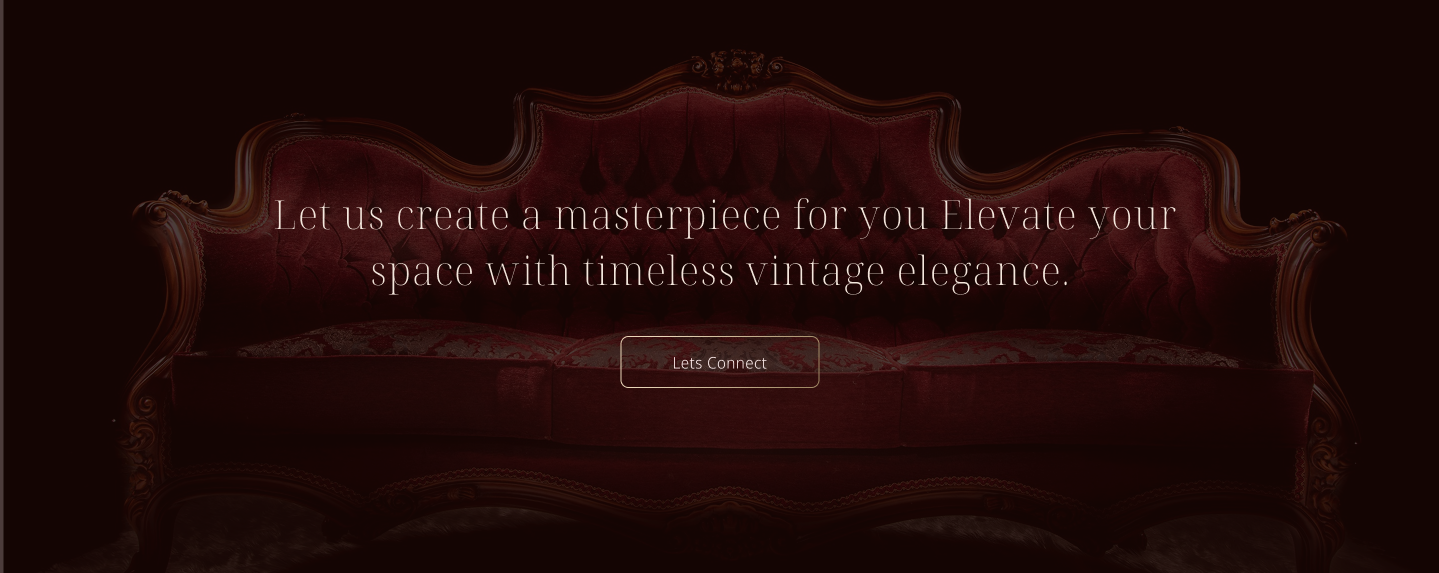 Let us create a masterpiece for you Elevate your
space with timeless vintage elegance.
Lets Connect